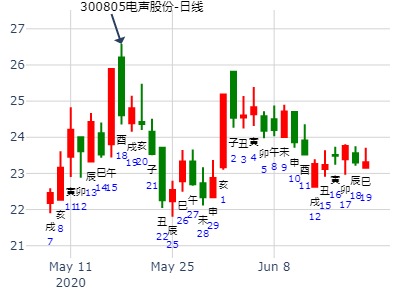 300805电声股份-日线
27
26
25
24
23
22
21
戌
7
亥
8
寅
11
卯
12
辰
13
巳
14
午
15
酉
18
戌
19
亥
20
子
21
丑
22
辰
25
巳
26
午
27
未
28
申
29
亥
1
子
2
丑
3
寅
4
卯
5
午
8
未
9
申
10
酉
11
戌
12
丑
15
寅
16
卯
17
辰
18
巳
19
May 11
2020
May 25
Jun 8